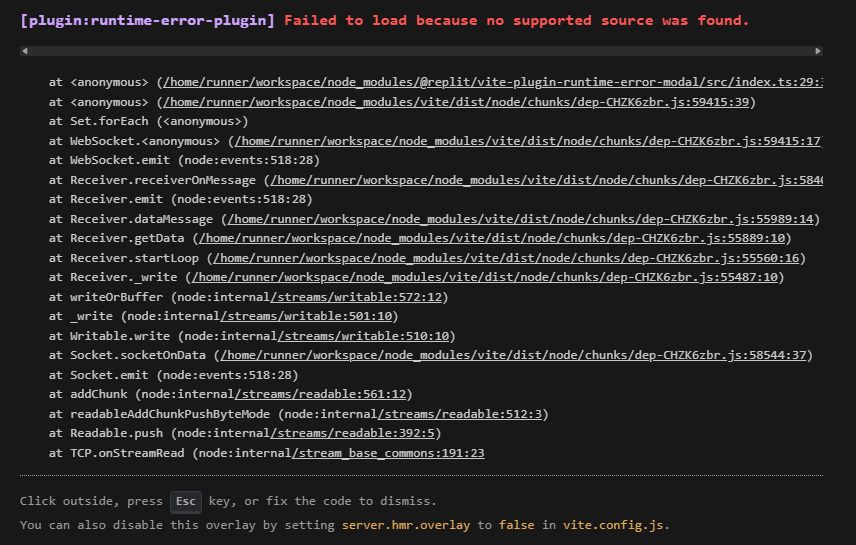 [plugin:runtime-error-plugin] Failed to load because no supported source was found.
at <anonymous> (/home/runner/workspace/node_modules/@replit/vite-plugin-runtime-error-modal/src/index.ts:29:
at <anonymous> (/home/runner/workspace/node_modules/vite/dist/node/chunks/dep-CHZK6zbr.js:59415:39)
at Set.forEach (<anonymous>)
at WebSocket.<anonymous> (/home/runner/workspace/node_modules/vite/dist/node/chunks/dep-CHZK6zbr.js:59415:17)
at WebSocket.emit (node:events:518:28)
at Receiver.receiverOnMessage (/home/runner/workspace/node_modules/vite/dist/node/chunks/dep-CHZK6zbr.js:584
at Receiver.emit (node:events:518:28)
at Receiver.dataMessage (/home/runner/workspace/node_modules/vite/dist/node/chunks/dep-CHZK6zbr.js:55989:14)
at Receiver.getData (/home/runner/workspace/node_modules/vite/dist/node/chunks/dep-CHZK6zbr.js:55889:10)
at Receiver.startLoop (/home/runner/workspace/node_modules/vite/dist/node/chunks/dep-CHZK6zbr.js:55560:16)
at Receiver._write (/home/runner/workspace/node_modules/vite/dist/node/chunks/dep-CHZK6zbr.js:55487:10)
at writeOrBuffer (node:internal/streams/writable:572:12)
at _write (node:internal/streams/writable:501:10)
at Writable.write (node:internal/streams/writable:510:10)
at Socket.socketOnData (/home/runner/workspace/node_modules/vite/dist/node/chunks/dep-CHZK6zbr.js:58544:37)
at Socket.emit (node:events:518:28)
at addChunk (node:internal/streams/readable:561:12)
at readableAddChunkPushByteMode (node:internal/streams/readable:512:3)
at Readable.push (node:internal/streams/readable:392:5)
at TCP.onStreamRead (node:internal/stream_base_commons:191:23
Click outside, press Esc key, or fix the code to dismiss.
You can also disable this overlay by setting server.hmr.overlay to false in vite.config.js.